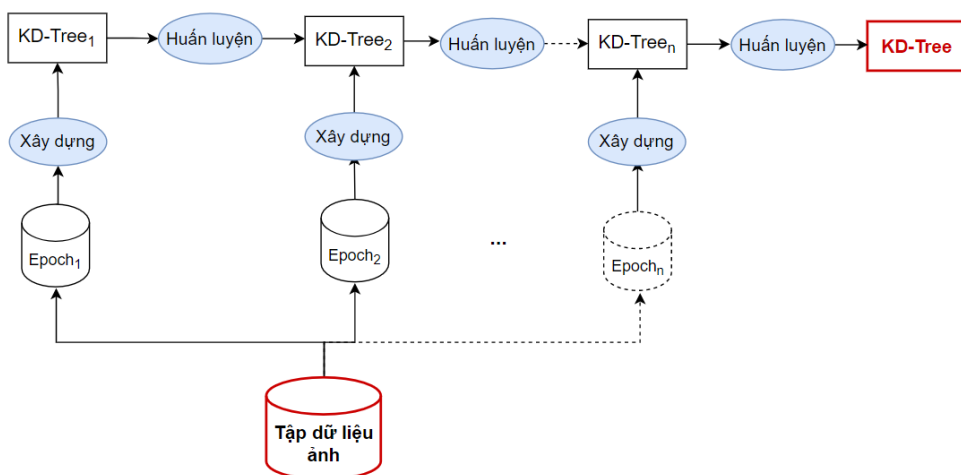 KD-Tree₁
Huấn luyện
KD-Tree₂
Huấn luyện
KD-Treeₙ
Huấn luyện
KD-Tree
Xây dựng
Xây dựng
Xây dựng
Epoch₁
Epoch₂
...
Epochₙ
Tập dữ liệu
ảnh